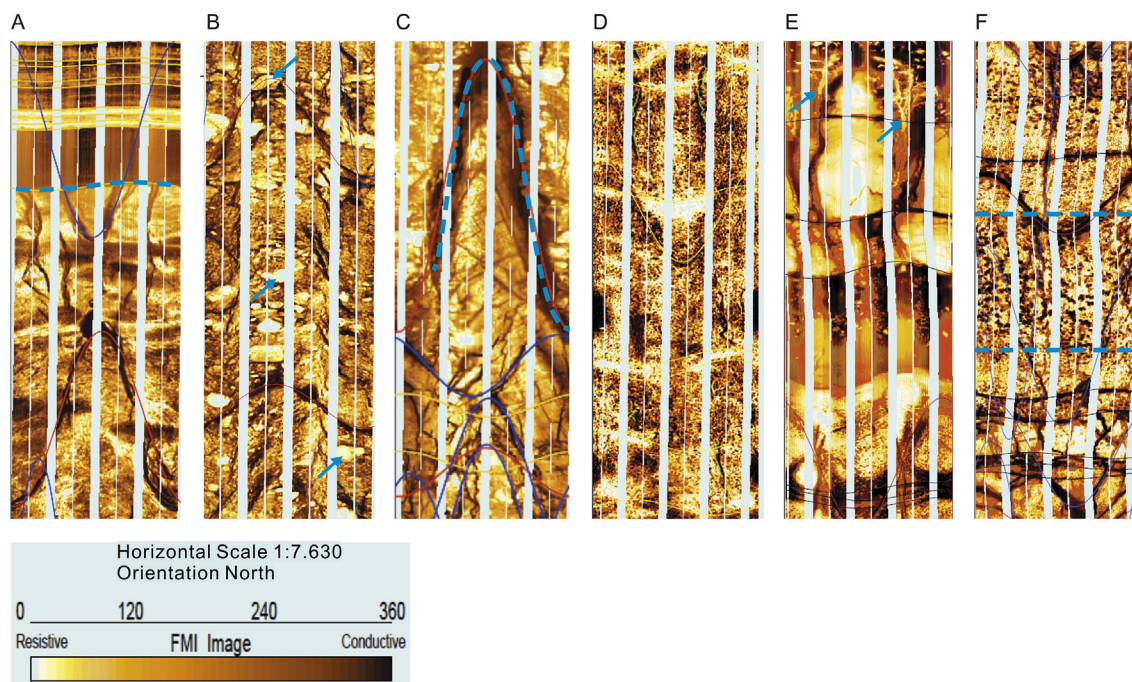 A B C D E F
Horizontal Scale 1:7.630
Orientation North
0 120 240 360
Resistive FMI Image Conductive